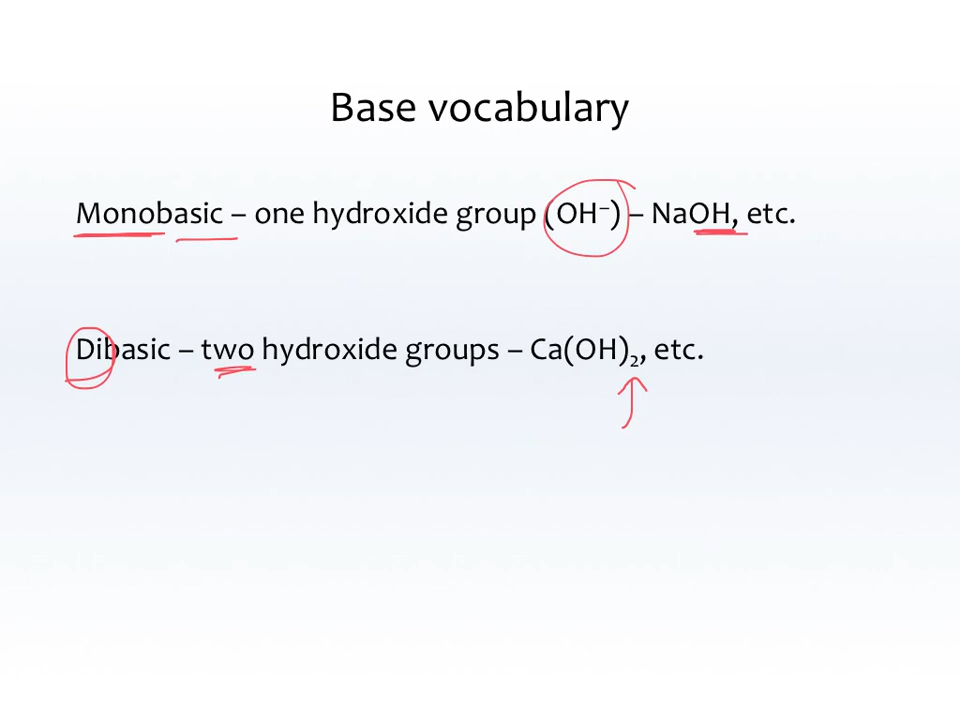 Base vocabulary
Monobasic – one hydroxide group (OH⁻) – NaOH, etc.
Dibasic – two hydroxide groups – Ca(OH)₂, etc.